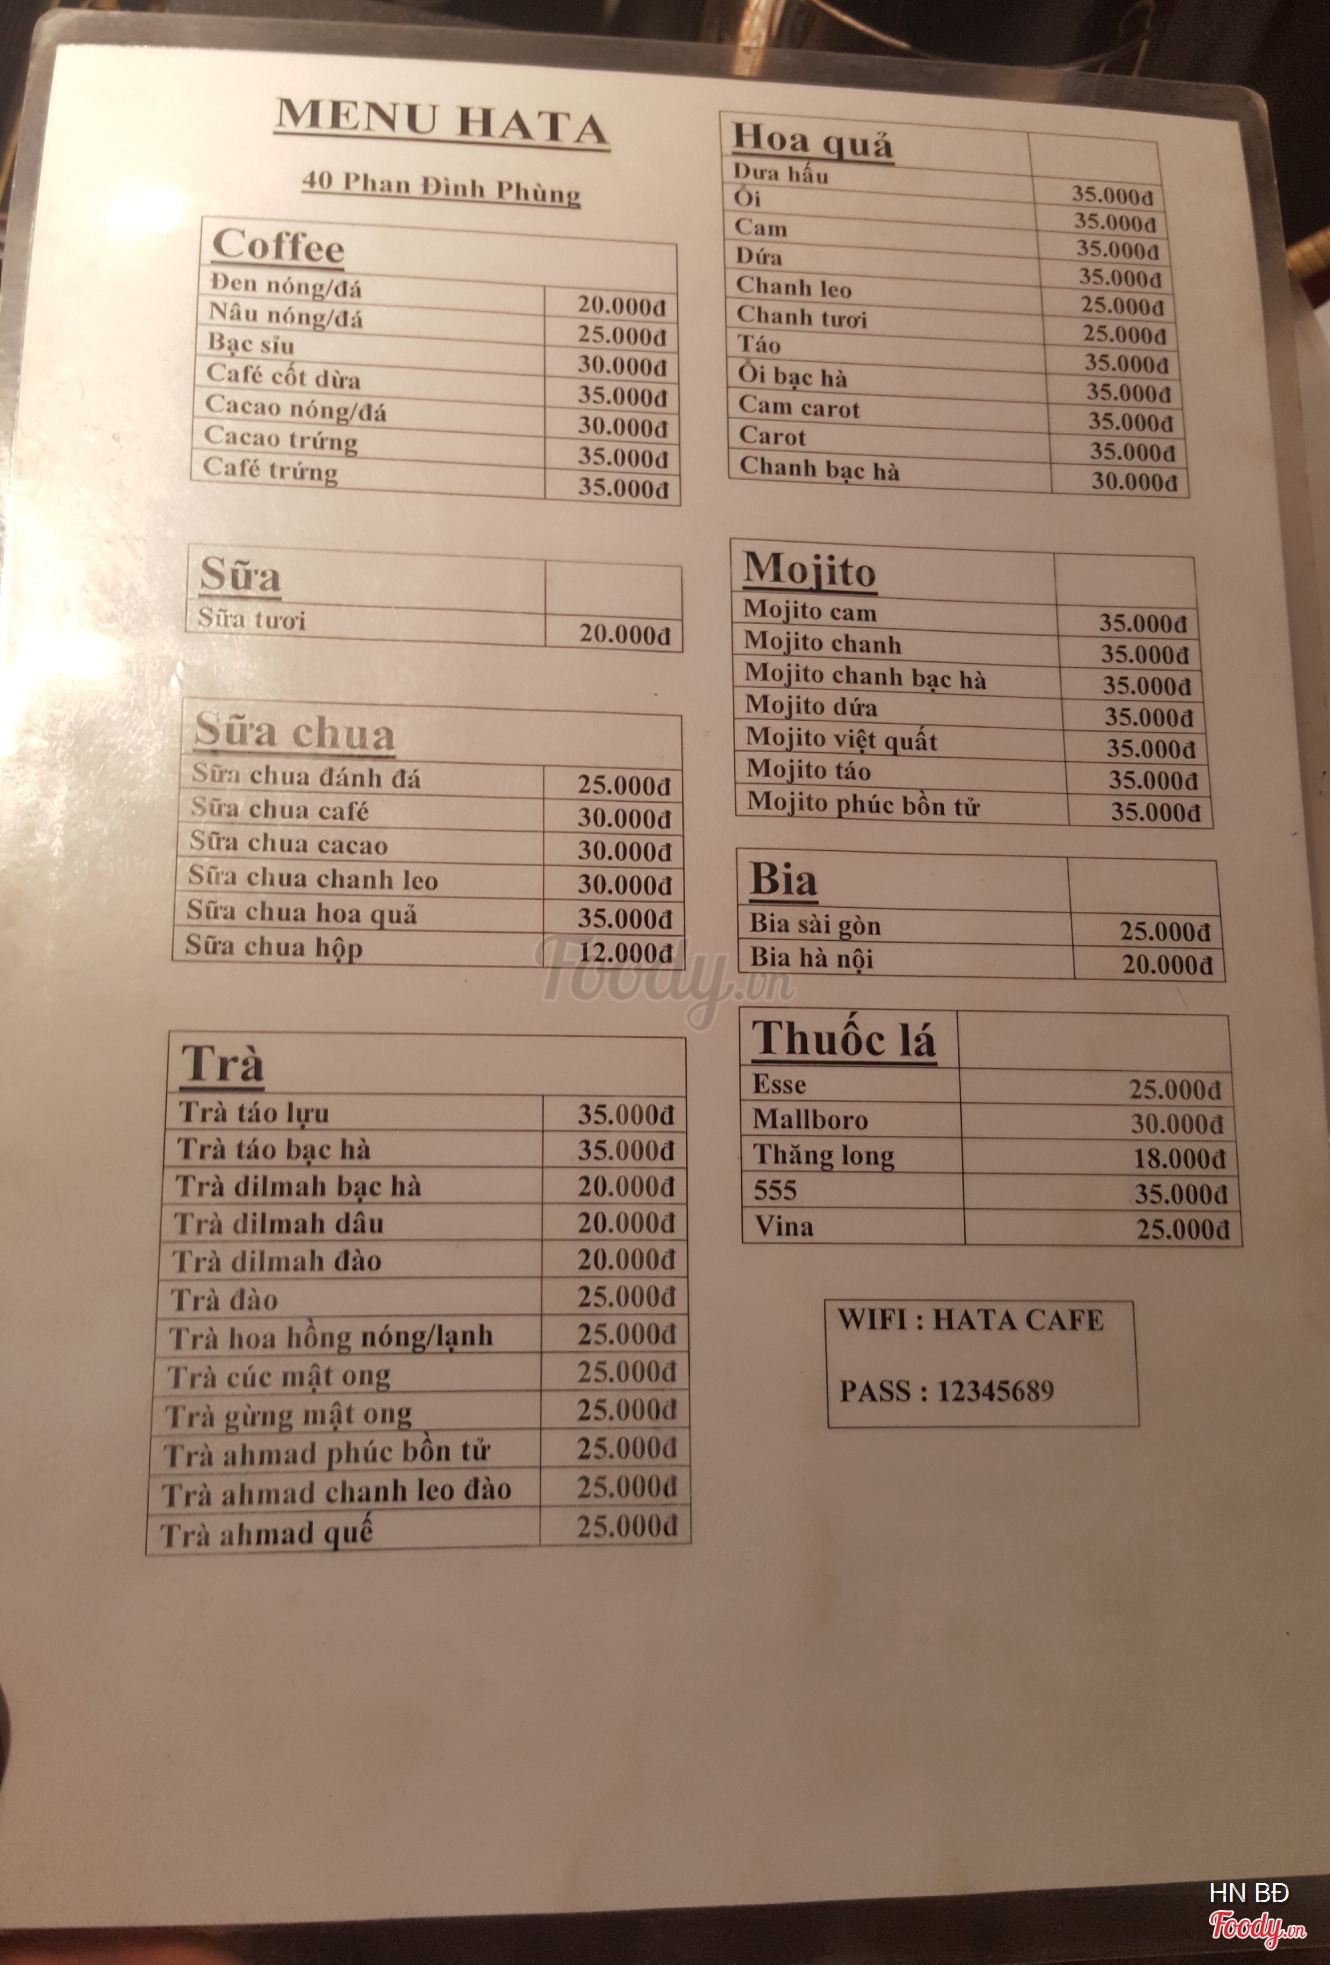 MENU HATA
40 Phan Đình Phùng
Coffee
Đen nóng/đá 20.000đ
Nâu nóng/đá 25.000đ
Bạc sỉu 30.000đ
Café cốt dừa 35.000đ
Cacao nóng/đá 30.000đ
Cacao trứng 35.000đ
Café trứng 35.000đ
Sữa
Sữa tươi 20.000đ
Sữa chua
Sữa chua đánh đá 25.000đ
Sữa chua café 30.000đ
Sữa chua cacao 30.000đ
Sữa chua chanh leo 30.000đ
Sữa chua hoa quả 35.000đ
Sữa chua hộp 12.000đ
Trà
Trà táo lựu 35.000đ
Trà táo bạc hà 35.000đ
Trà dilmah bạc hà 20.000đ
Trà dilmah dâu 20.000đ
Trà dilmah đào 20.000đ
Trà đào 25.000đ
Trà hoa hồng nóng/lạnh 25.000đ
Trà cúc mật ong 25.000đ
Trà gừng mật ong 25.000đ
Trà ahmad phúc bồn tử 25.000đ
Trà ahmad chanh leo đào 25.000đ
Trà ahmad quế 25.000đ
Hoa quả
Dưa hấu 35.000đ
Ổi 35.000đ
Cam 35.000đ
Dứa 35.000đ
Chanh leo 25.000đ
Chanh tươi 25.000đ
Táo 35.000đ
Ổi bạc hà 35.000đ
Cam carot 35.000đ
Carot 35.000đ
Chanh bạc hà 30.000đ
Mojito
Mojito cam 35.000đ
Mojito chanh 35.000đ
Mojito chanh bạc hà 35.000đ
Mojito dứa 35.000đ
Mojito việt quất 35.000đ
Mojito táo 35.000đ
Mojito phúc bồn tử 35.000đ
Bia
Bia sài gòn 25.000đ
Bia hà nội 20.000đ
Thuốc lá
Esse 25.000đ
Mallboro 30.000đ
Thăng long 18.000đ
555 35.000đ
Vina 25.000đ
WIFI : HATA CAFE
PASS : 12345689
Foody.vn
HN BĐ
Foody.vn